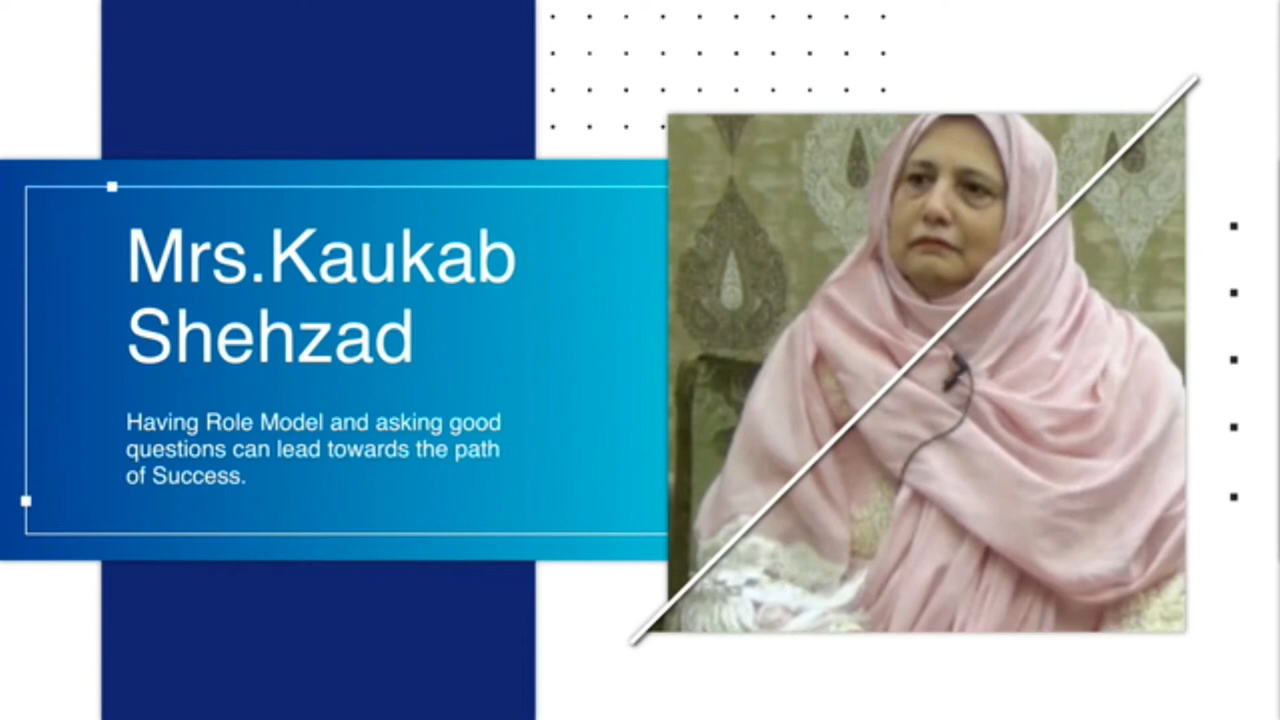 Mrs.Kaukab
Shehzad
Having Role Model and asking good
questions can lead towards the path
of Success.